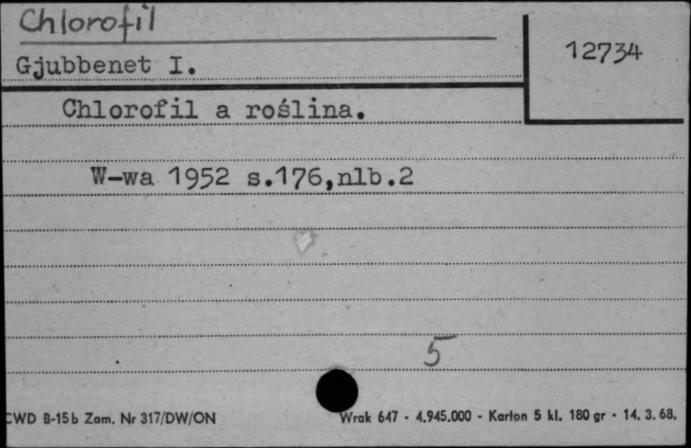 Chlorofil
12734
Gjubbenet I.
Chlorofil a roślina.
W-wa 1952 s.176,nlb.2
5
CWD B-15b Zam. Nr 317/DW/ON Wrak 647 - 4.945.000 - Karton 5 kl. 180 gr - 14. 3. 68.